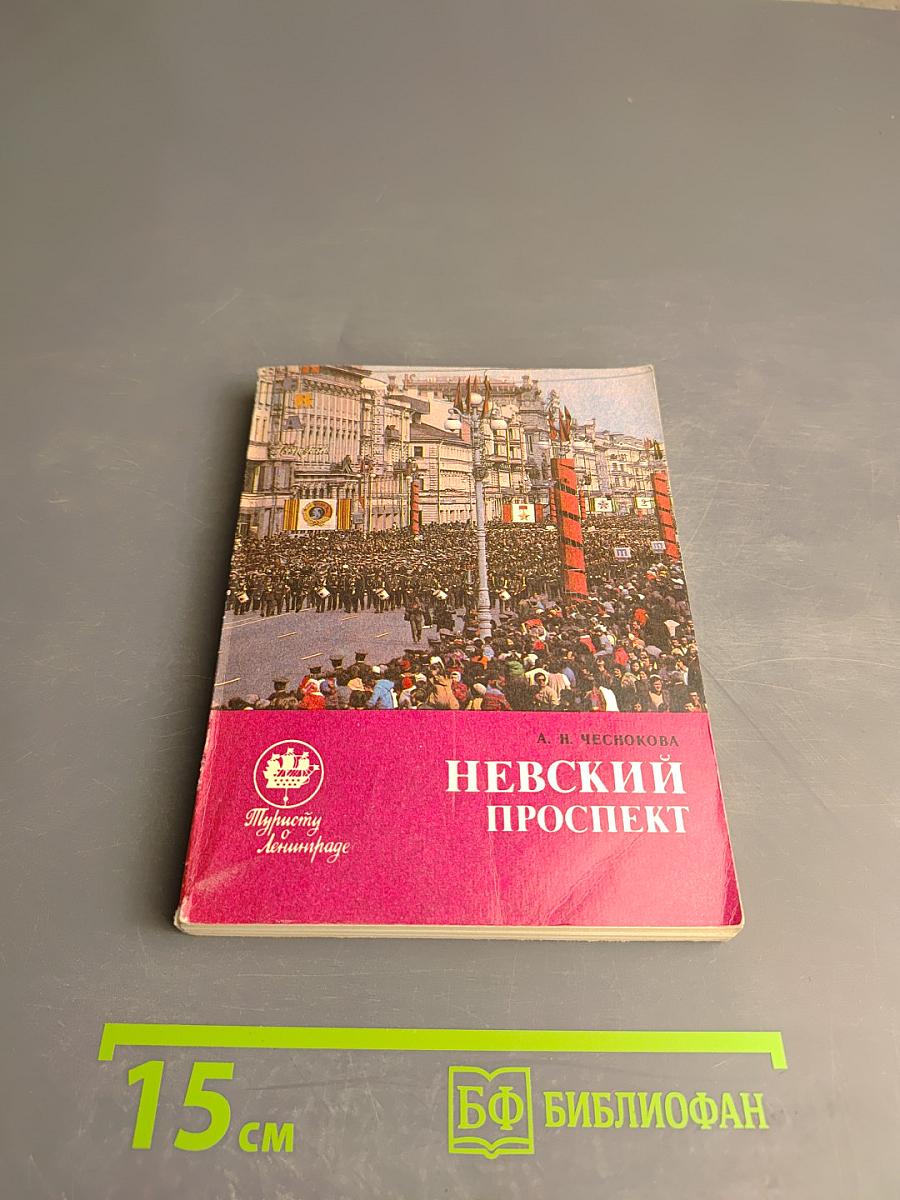 А. Н. ЧЕСНОКОВА
НЕВСКИЙ
ПРОСПЕКТ
Туристу
о
Ленинграде
15 см
БФ БИБЛИОФАН